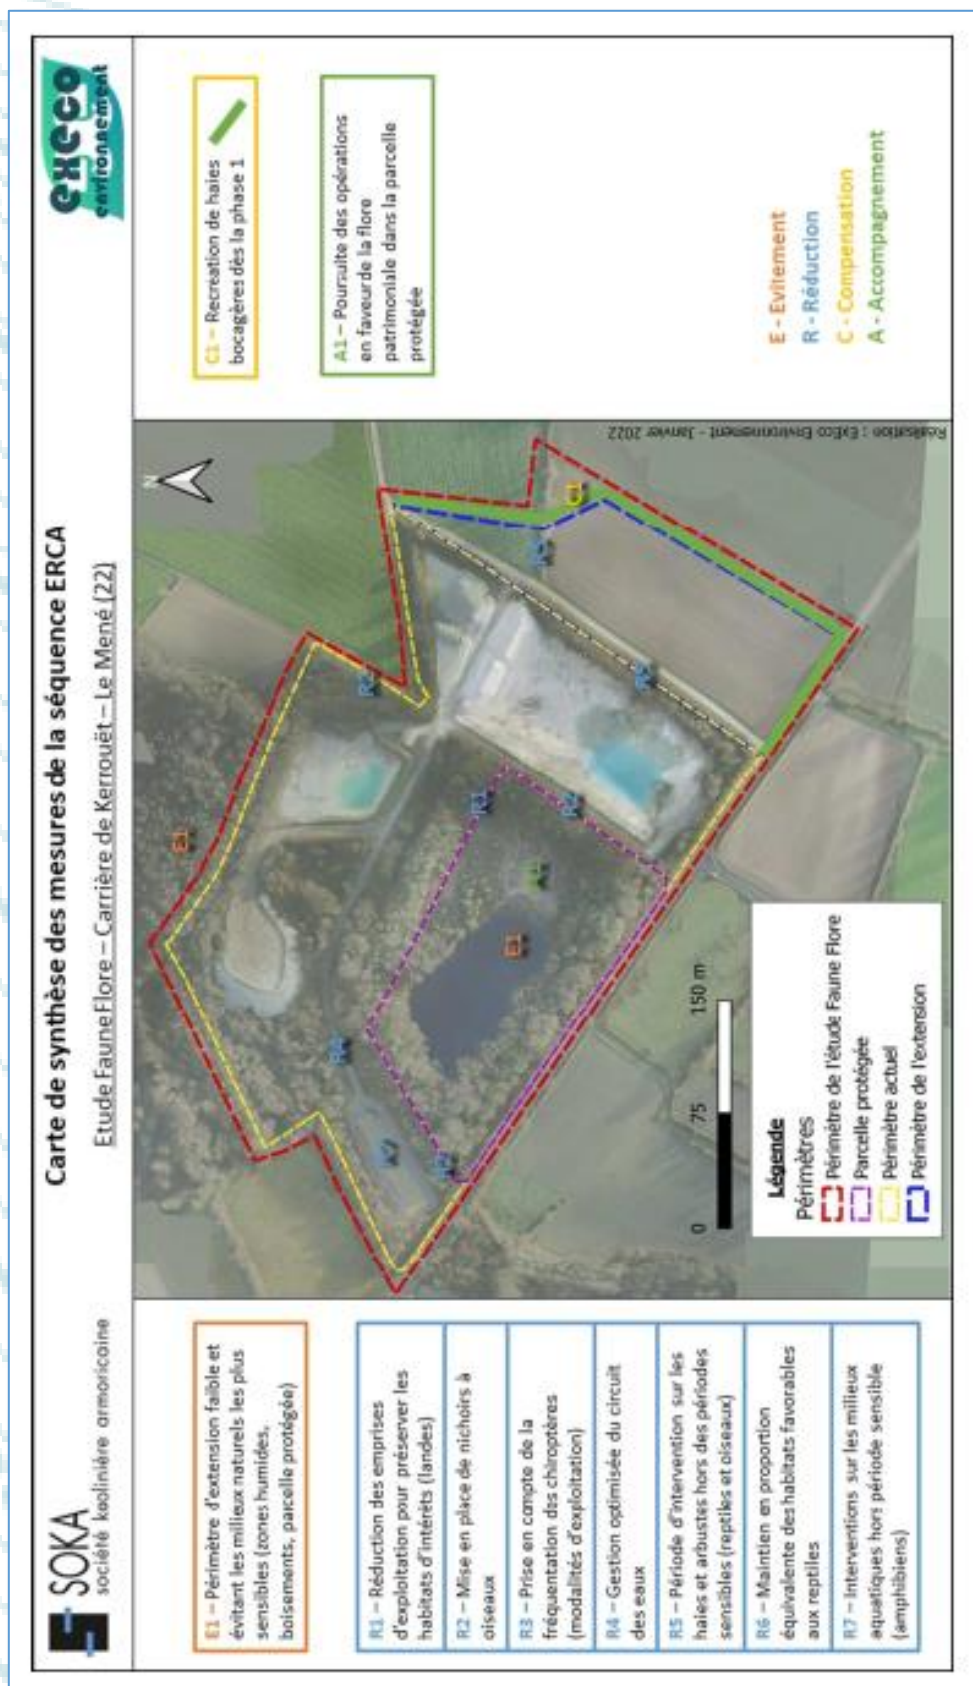 SOKA
société kaolinière armoricaine
Carte de synthèse des mesures de la séquence ERCA
Etude Faune Flore – Carrière de Kerrouët – Le Mené (22)
execo
environnement
E1 – Périmètre d'extension faible et
évitant les milieux naturels les plus
sensibles (zones humides,
boisements, parcelle protégée)
R1 – Réduction des emprises
d'exploitation pour préserver les
habitats d'intérêts (landes)
R2 – Mise en place de nichoirs à
oiseaux
R3 – Prise en compte de la
fréquentation des chiroptères
(modalités d'exploitation)
R4 – Gestion optimisée du circuit
des eaux
R5 – Période d'intervention sur les
haies et arbustes hors des périodes
sensibles (reptiles et oiseaux)
R6 – Maintien en proportion
équivalente des habitats favorables
aux reptiles
R7 – Interventions sur les milieux
aquatiques hors période sensible
(amphibiens)
N
E1
R4
R1
E1
C1
0 75 150 m
Légende
Périmètres
Périmètre de l'étude Faune Flore
Parcelle protégée
Périmètre actuel
Périmètre de l'extension
Réalisation : ExEco Environnement - Janvier 2022
C1 – Recréation de haies
bocagères dès la phase 1
A1 – Poursuite des opérations
en faveur de la flore
patrimoniale dans la parcelle
protégée
E - Evitement
R - Réduction
C - Compensation
A - Accompagnement